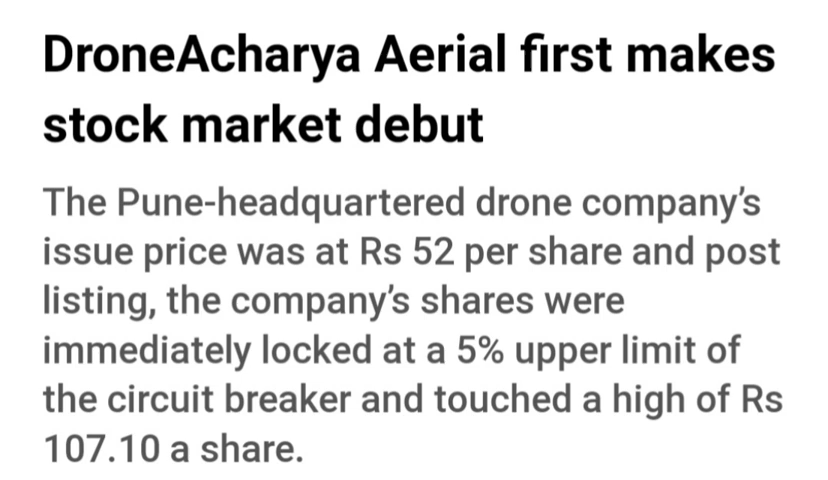 DroneAcharya Aerial first makes
stock market debut
The Pune-headquartered drone company's
issue price was at Rs 52 per share and post
listing, the company's shares were
immediately locked at a 5% upper limit of
the circuit breaker and touched a high of Rs
107.10 a share.